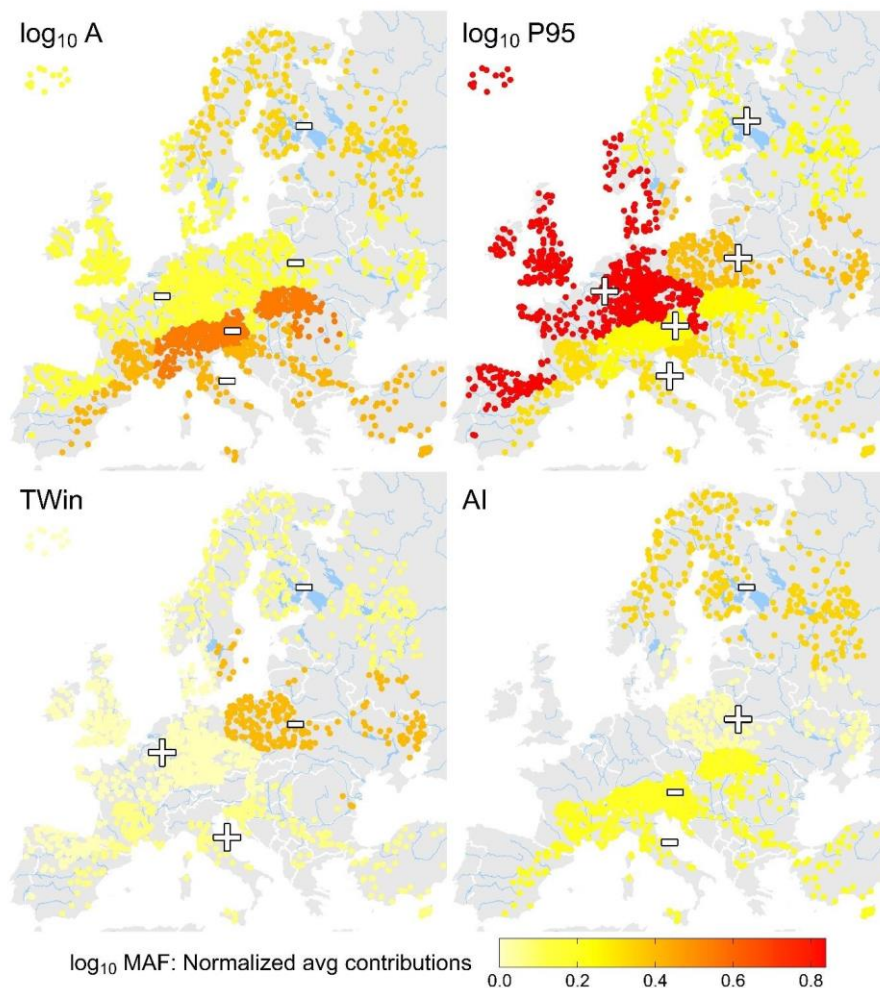 log₁₀ A
log₁₀ P95
TWin
AI
log₁₀ MAF: Normalized avg contributions
0.0 0.2 0.4 0.6 0.8